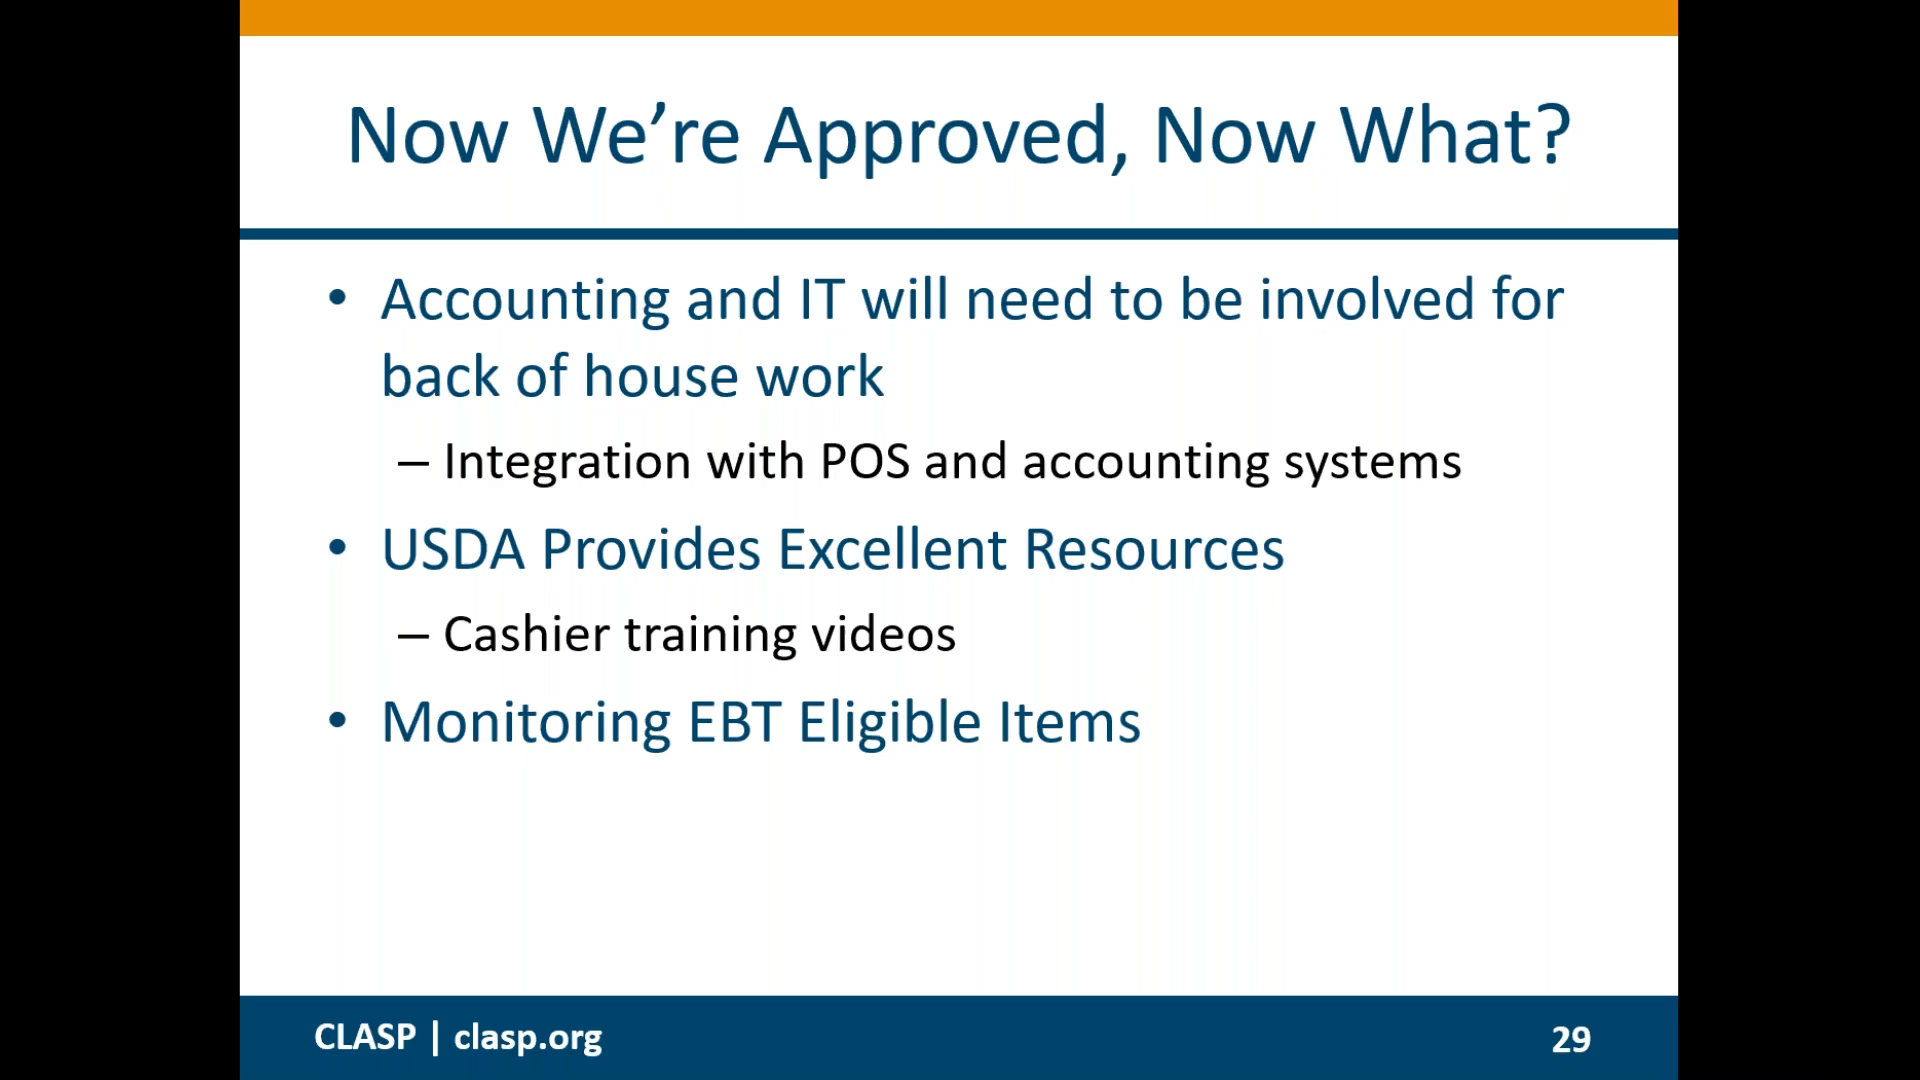 Now We’re Approved, Now What?
• Accounting and IT will need to be involved for
back of house work
– Integration with POS and accounting systems
• USDA Provides Excellent Resources
– Cashier training videos
• Monitoring EBT Eligible Items
CLASP | clasp.org
29